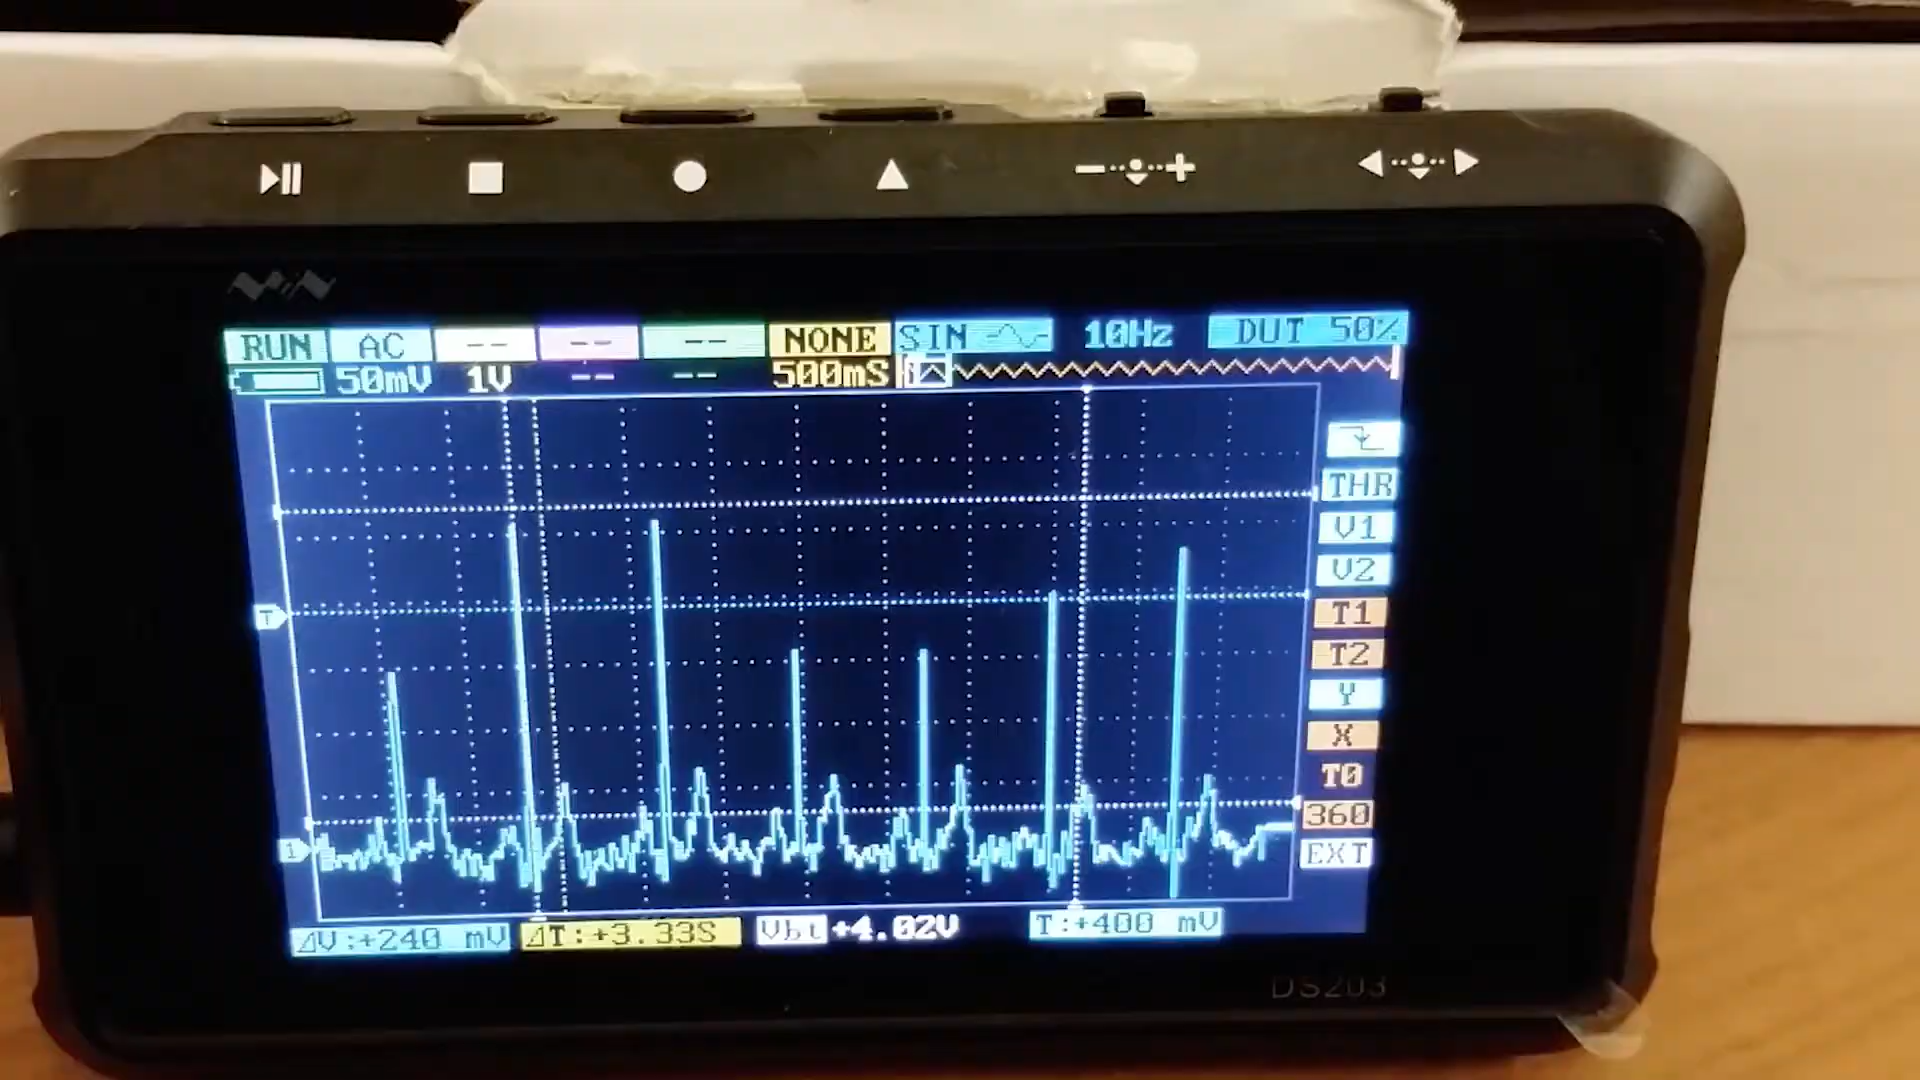 RUN AC -- -- -- NONE SIN 10Hz DUT 50%
50mV 1V -- -- 500mS
THR
V1
V2
T
T1
T2
Y
X
T0
360
1
EXT
ΔV:+240 mV ΔT:+3.33S Vbt +4.02V T:+400 mV
DS203